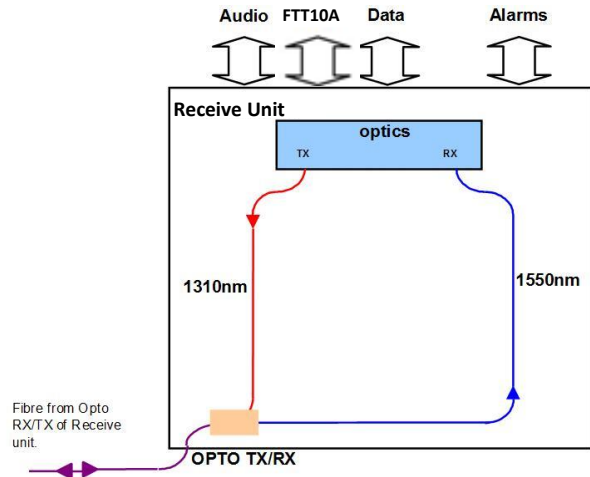 Audio FTT10A Data Alarms
Receive Unit
optics
TX RX
1310nm 1550nm
Fibre from Opto
RX/TX of Receive
unit.
OPTO TX/RX